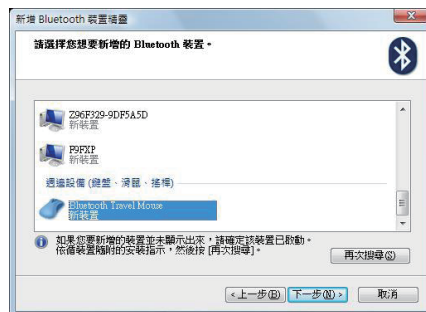 新增 Bluetooth 裝置精靈
請選擇您想要新增的 Bluetooth 裝置。
Z96F329-9DF5A5D
新裝置
F9FXP
新裝置
週邊設備 (鍵盤、滑鼠、搖桿)
Bluetooth Travel Mouse
新裝置
如果您要新增的裝置並未顯示出來，請確定該裝置已啟動。
依循裝置隨附的安裝指示，然後按 [再次搜尋]。
再次搜尋(S)
<上一步(B) 下一步(N)> 取消